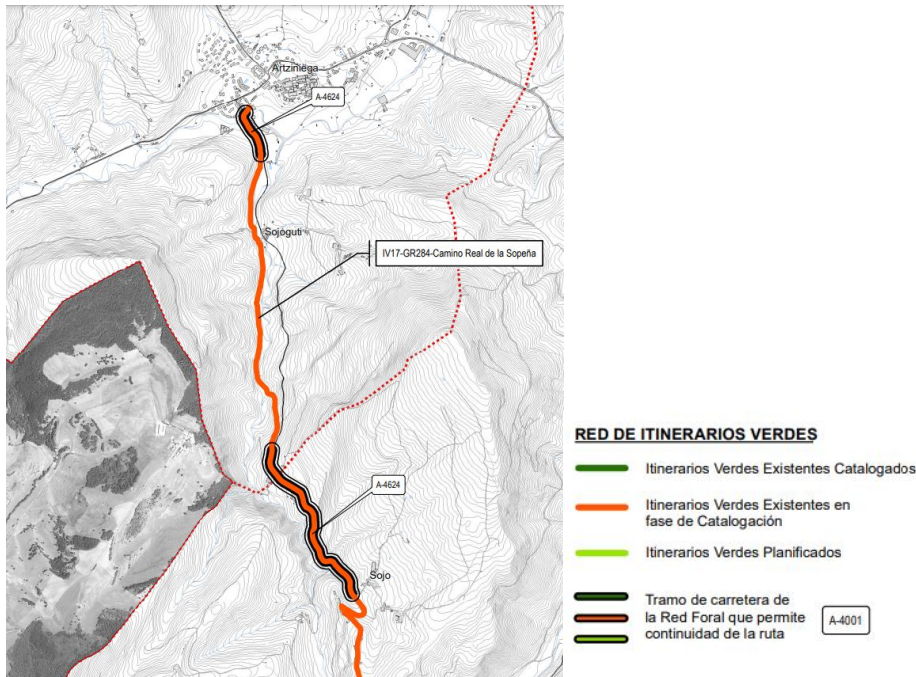 Artziniega
A-4624
Sojoguti
IV17-GR284-Camino Real de la Sopeña
A-4624
Sojo
RED DE ITINERARIOS VERDES
Itinerarios Verdes Existentes Catalogados
Itinerarios Verdes Existentes en
fase de Catalogación
Itinerarios Verdes Planificados
Tramo de carretera de
la Red Foral que permite
continuidad de la ruta
A-4001